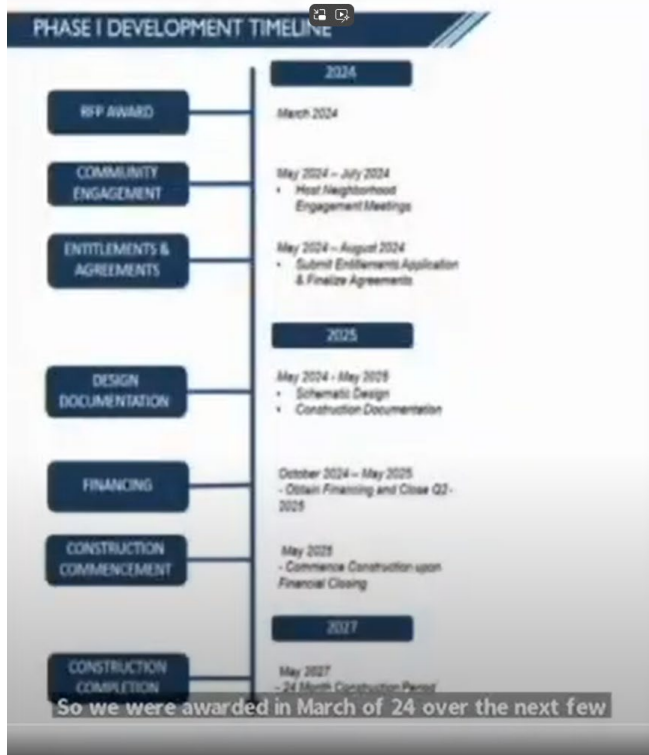 PHASE I DEVELOPMENT TIMELINE
2024
RFP AWARD
March 2024
COMMUNITY
ENGAGEMENT
May 2024 – July 2024
• Host Neighborhood
Engagement Meetings
ENTITLEMENTS &
AGREEMENTS
May 2024 – August 2024
• Submit Entitlements Application
& Finalize Agreements
2025
DESIGN
DOCUMENTATION
May 2024 - May 2025
• Schematic Design
• Construction Documentation
FINANCING
October 2024 – May 2025
- Obtain Financing and Close Q2-
2025
CONSTRUCTION
COMMENCEMENT
May 2025
- Commence Construction upon
Financial Closing
2027
CONSTRUCTION
COMPLETION
May 2027
- 24 Month Construction Period
So we were awarded in March of 24 over the next few